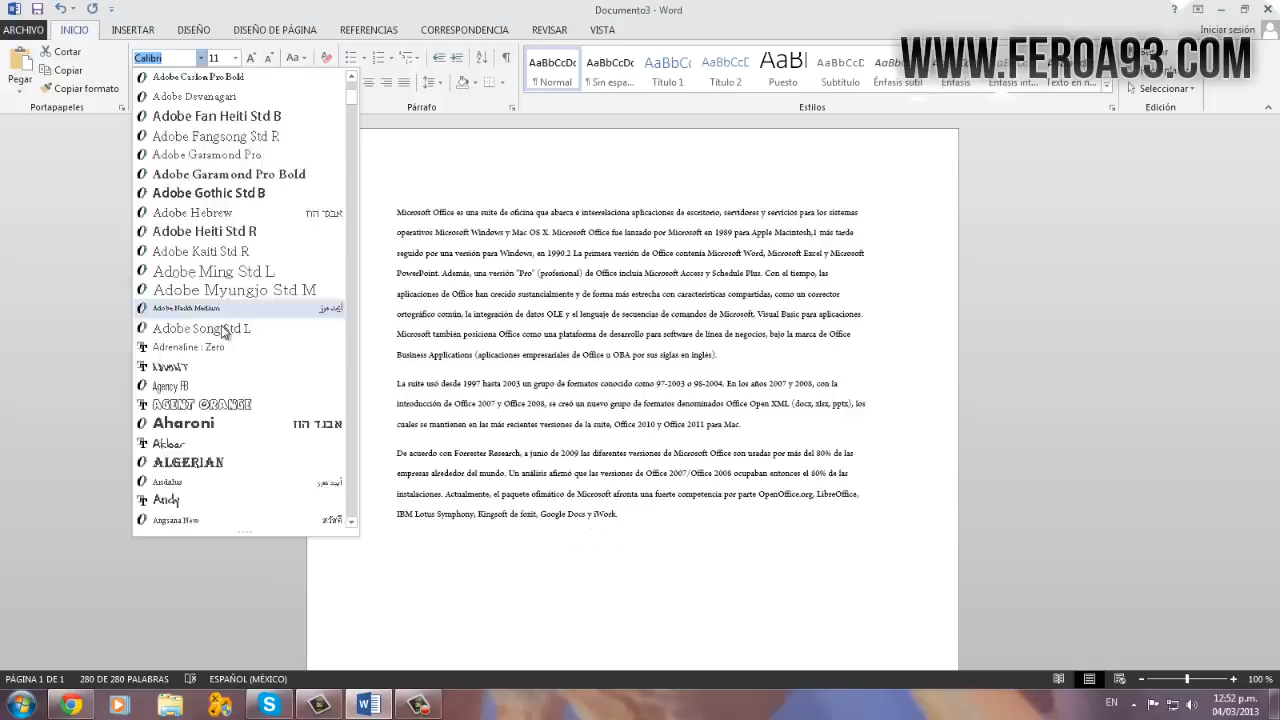 Documento3 - Word
ARCHIVO INICIO INSERTAR DISEÑO DISEÑO DE PÁGINA REFERENCIAS CORRESPONDENCIA REVISAR VISTA Iniciar sesión
WWW.FEROA93.COM
Pegar
Cortar
Copiar
Copiar formato
Portapapeles
Calibri 11
Párrafo
AaBbCcDc AaBbCcDc AaBbCc AaBbCcC AaBl AaBbCcC
¶ Normal ¶ Sin espa... Título 1 Título 2 Puesto Subtítulo Énfasis sutil Énfasis Énfasis int... Texto en n...
Estilos
Seleccionar
Edición
Adobe Caslon Pro Bold
Adobe Devanagari
Adobe Fan Heiti Std B
Adobe Fangsong Std R
Adobe Garamond Pro
Adobe Garamond Pro Bold
Adobe Gothic Std B
Adobe Hebrew אבגד הוז
Adobe Heiti Std R
Adobe Kaiti Std R
Adobe Ming Std L
Adobe Myungjo Std M
Adobe Naskh Medium أبجد هوز
Adobe Song Std L
Adrenaline : Zero
Agency FB
AGENT ORANGE
Aharoni אבגד הוז
Akbar
ALGERIAN
Andalus أبجد هوز
Andy
Angsana New สวัสดี
Microsoft Office es una suite de oficina que abarca e interrelaciona aplicaciones de escritorio, servidores y servicios para los sistemas
operativos Microsoft Windows y Mac OS X. Microsoft Office fue lanzado por Microsoft en 1989 para Apple Macintosh,1 más tarde
seguido por una versión para Windows, en 1990.2 La primera versión de Office contenía Microsoft Word, Microsoft Excel y Microsoft
PowerPoint. Además, una versión "Pro" (profesional) de Office incluía Microsoft Access y Schedule Plus. Con el tiempo, las
aplicaciones de Office han crecido sustancialmente y de forma más estrecha con características compartidas, como un corrector
ortográfico común, la integración de datos OLE y el lenguaje de secuencias de comandos de Microsoft, Visual Basic para aplicaciones.
Microsoft también posiciona Office como una plataforma de desarrollo para software de línea de negocios, bajo la marca de Office
Business Applications (aplicaciones empresariales de Office u OBA por sus siglas en inglés).
La suite usó desde 1997 hasta 2003 un grupo de formatos conocido como 97-2003 o 98-2004. En los años 2007 y 2008, con la
introducción de Office 2007 y Office 2008, se creó un nuevo grupo de formatos denominados Office Open XML (docx, xlsx, pptx), los
cuales se mantienen en las más recientes versiones de la suite, Office 2010 y Office 2011 para Mac.
De acuerdo con Forrester Research, a junio de 2009 las diferentes versiones de Microsoft Office son usadas por más del 80% de las
empresas alrededor del mundo. Un análisis afirmó que las versiones de Office 2007/Office 2008 ocupaban entonces el 80% de las
instalaciones. Actualmente, el paquete ofimático de Microsoft afronta una fuerte competencia por parte OpenOffice.org, LibreOffice,
IBM Lotus Symphony, Kingsoft de foxit, Google Docs y iWork.
PÁGINA 1 DE 1 280 DE 280 PALABRAS ESPAÑOL (MÉXICO) 100 %
EN 12:52 p.m.
04/03/2013